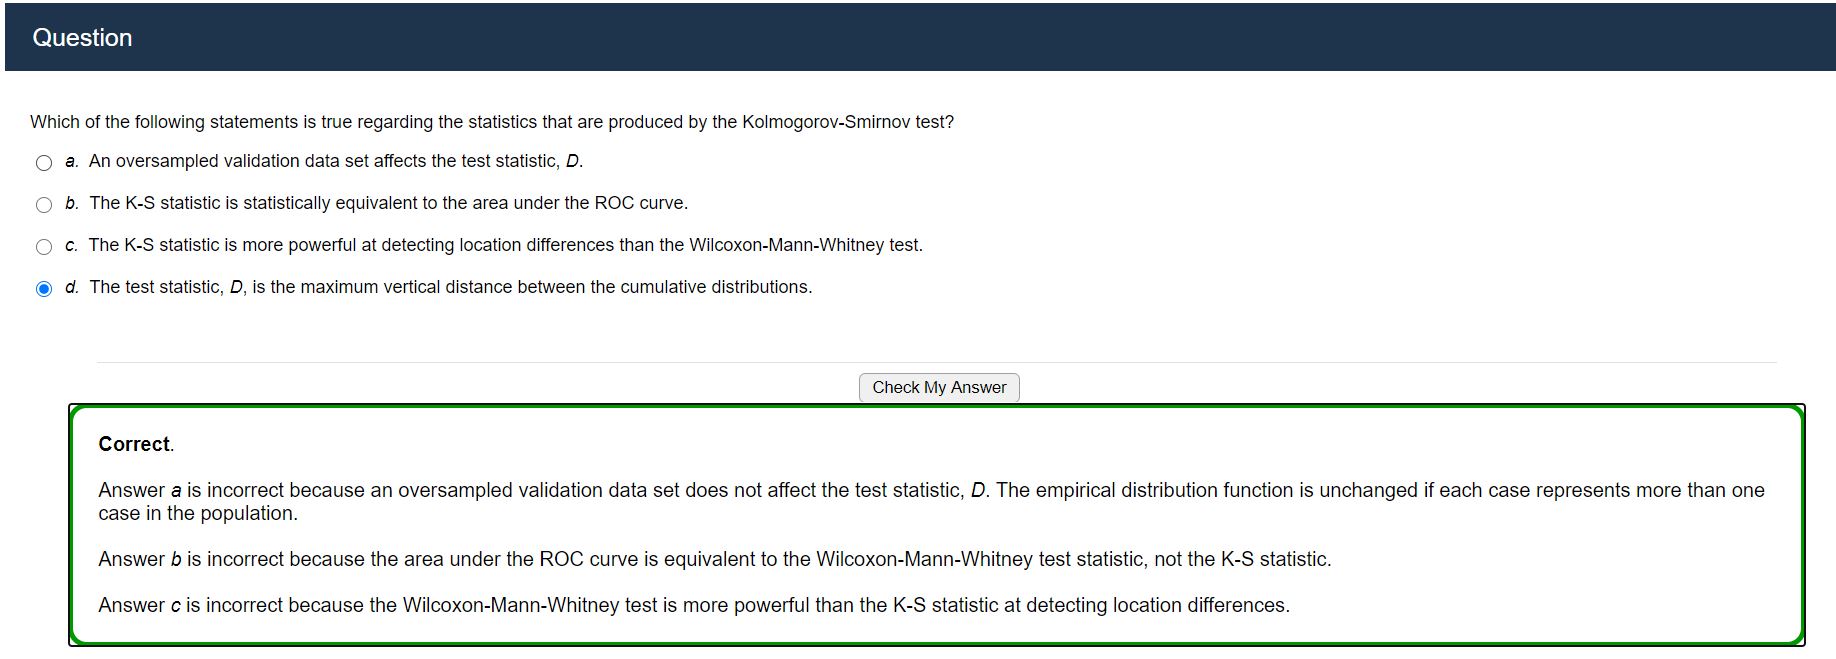 Question
Which of the following statements is true regarding the statistics that are produced by the Kolmogorov-Smirnov test?
a. An oversampled validation data set affects the test statistic, D.
b. The K-S statistic is statistically equivalent to the area under the ROC curve.
c. The K-S statistic is more powerful at detecting location differences than the Wilcoxon-Mann-Whitney test.
d. The test statistic, D, is the maximum vertical distance between the cumulative distributions.
Check My Answer
Correct.
Answer a is incorrect because an oversampled validation data set does not affect the test statistic, D. The empirical distribution function is unchanged if each case represents more than one
case in the population.
Answer b is incorrect because the area under the ROC curve is equivalent to the Wilcoxon-Mann-Whitney test statistic, not the K-S statistic.
Answer c is incorrect because the Wilcoxon-Mann-Whitney test is more powerful than the K-S statistic at detecting location differences.